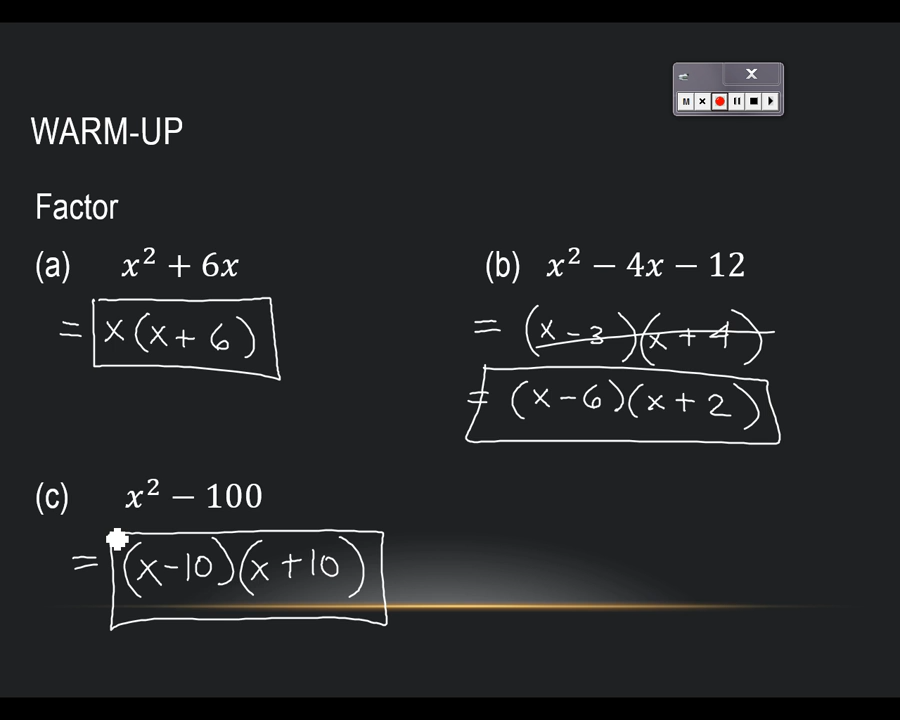 X
M X
WARM-UP
Factor
(a) x² + 6x
= x(x + 6)
(b) x² − 4x − 12
= (x − 3)(x + 4)
= (x − 6)(x + 2)
(c) x² − 100
= (x − 10)(x + 10)